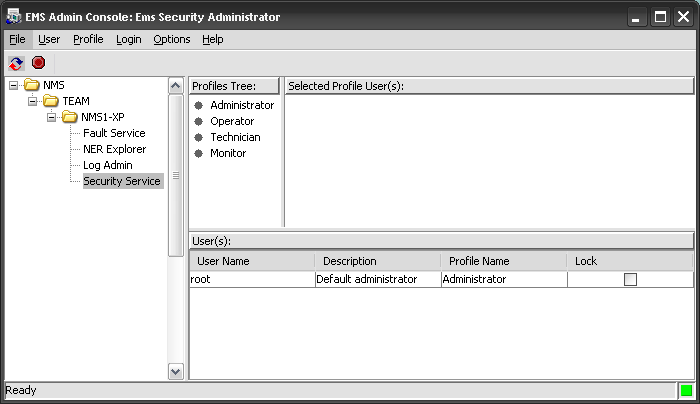 EMS Admin Console: Ems Security Administrator
File User Profile Login Options Help
NMS
TEAM
NMS1-XP
Fault Service
NER Explorer
Log Admin
Security Service
Profiles Tree:
Administrator
Operator
Technician
Monitor
Selected Profile User(s):
User(s):
User Name Description Profile Name Lock
root Default administrator Administrator
Ready